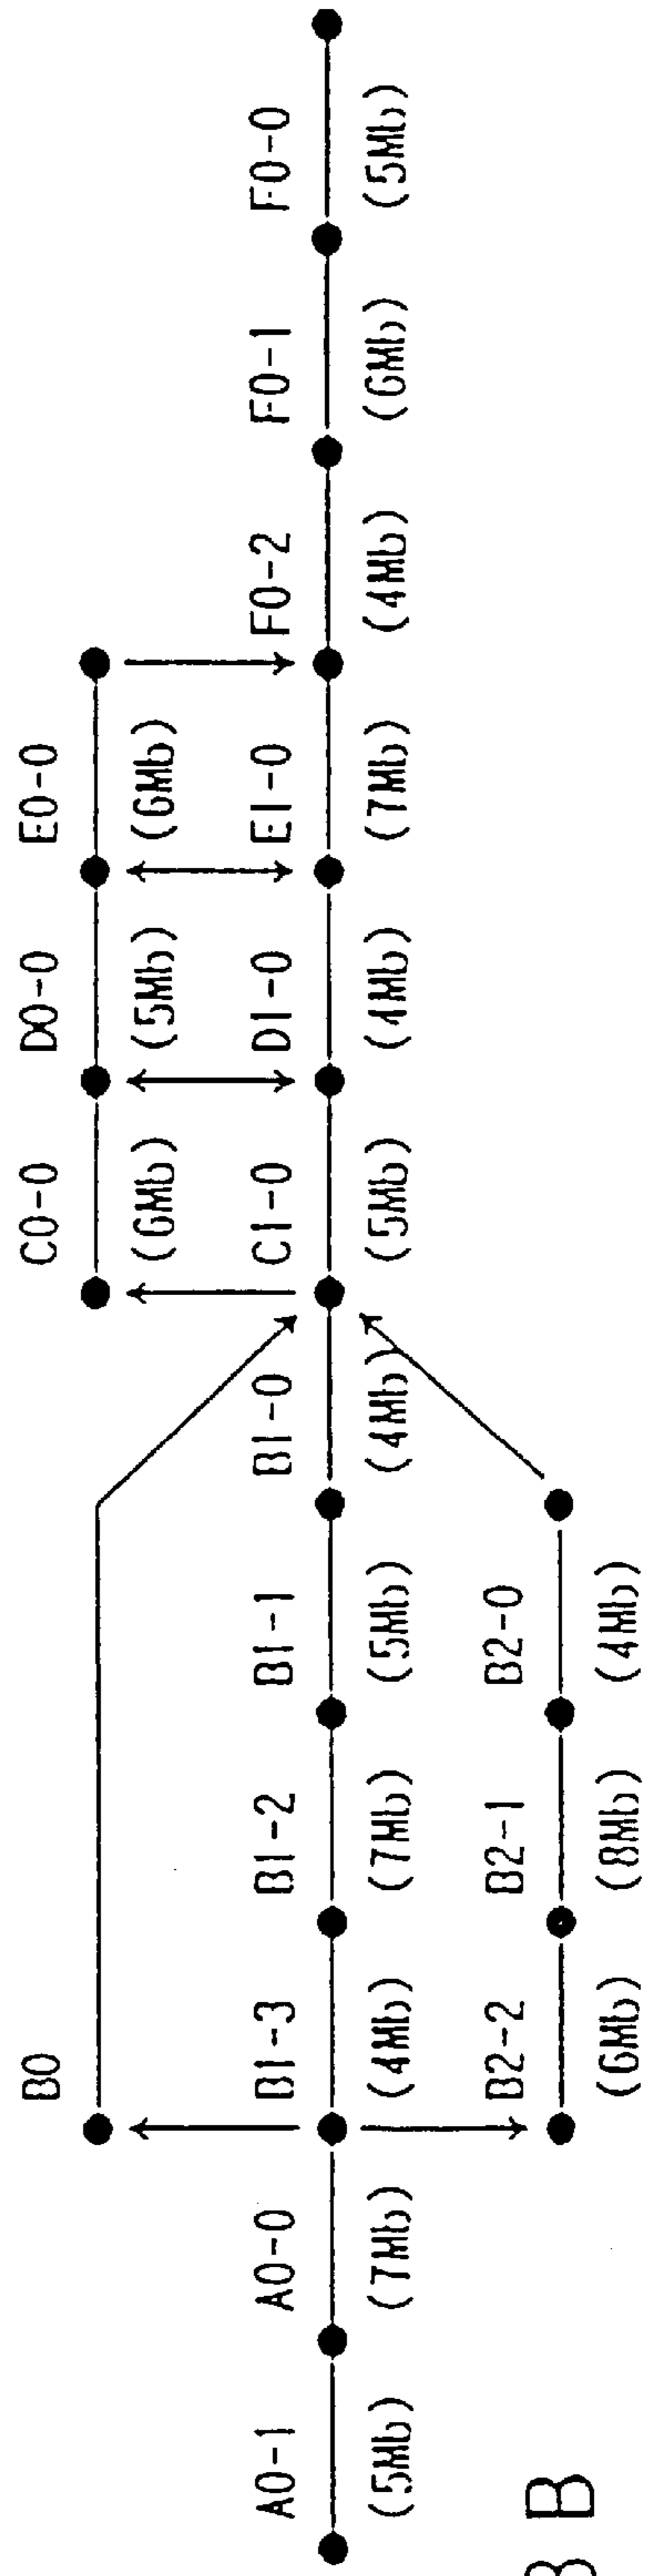 B0 C0-0 D0-0 E0-0
(6Mb) (5Mb) (6Mb)
A0-1 A0-0 B1-3 B1-2 B1-1 B1-0 C1-0 D1-0 E1-0 F0-2 F0-1 F0-0
(5Mb) (7Mb) (4Mb) (7Mb) (5Mb) (4Mb) (5Mb) (4Mb) (7Mb) (4Mb) (6Mb) (5Mb)
B2-2 B2-1 B2-0
B
(6Mb) (8Mb) (4Mb)